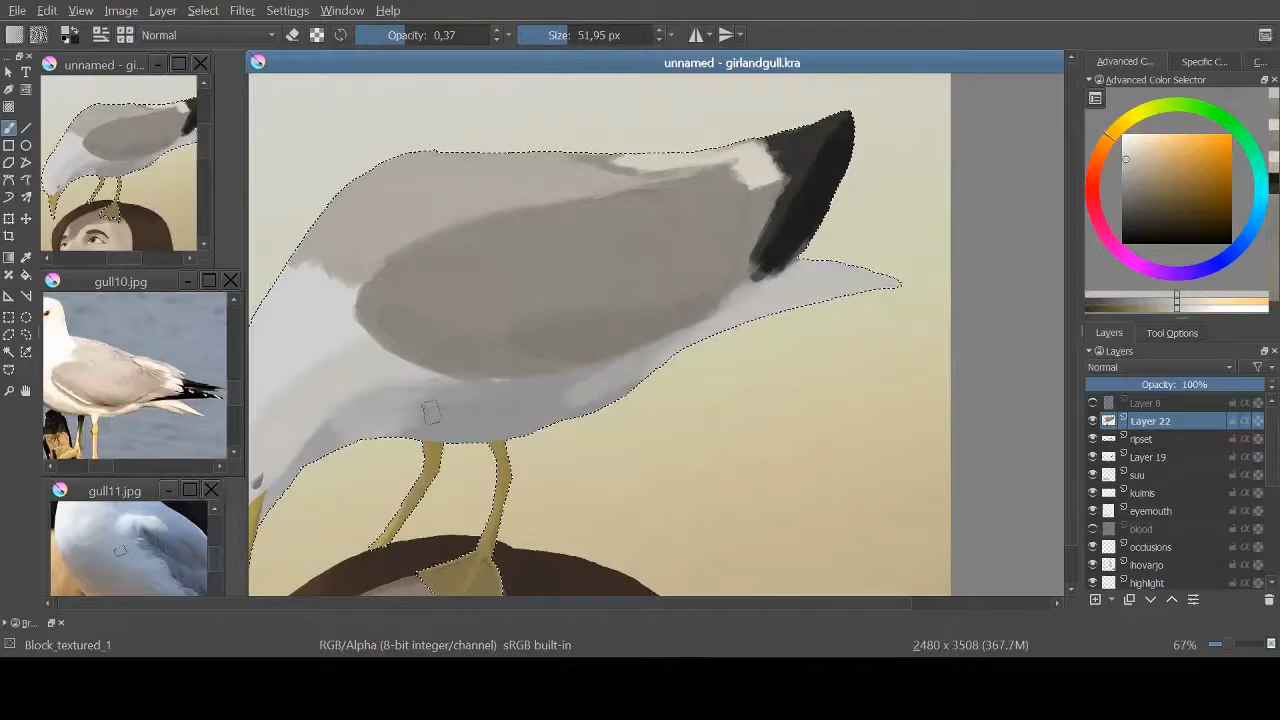 File Edit View Image Layer Select Filter Settings Window Help
Normal Opacity: 0,37 Size: 51,95 px
unnamed - gi...
unnamed - girlandgull.kra
gull10.jpg
gull11.jpg
Advanced C... Specific C... C...
Advanced Color Selector
Layers Tool Options
Layers
Normal
Opacity: 100%
Layer 8
Layer 22
ripset
Layer 19
suu
kulmis
eyemouth
blood
occlusions
ihovarjo
highlight
Br...
Block_textured_1 RGB/Alpha (8-bit integer/channel) sRGB built-in 2480 x 3508 (367.7M) 67%